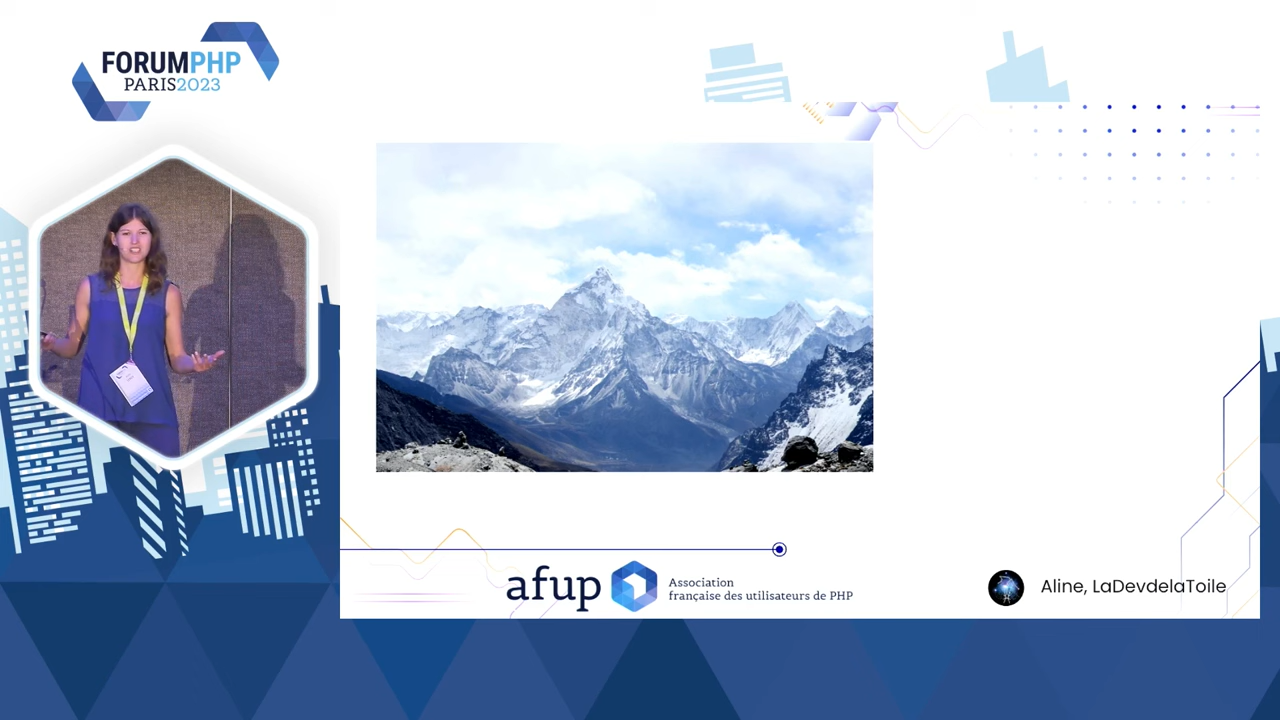 FORUMPHP
PARIS2023
afup
Association
française des utilisateurs de PHP
Aline, LaDevdelaToile